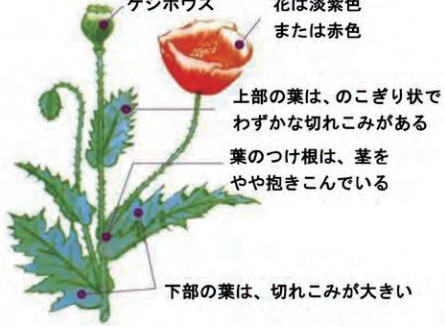 ケシボウズ
花は淡紫色
または赤色
上部の葉は、のこぎり状で
わずかな切れこみがある
葉のつけ根は、茎を
やや抱きこんでいる
下部の葉は、切れこみが大きい